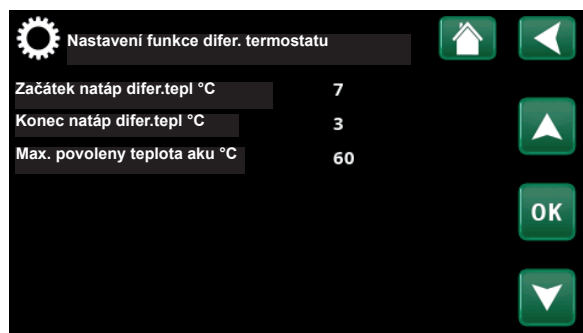 Nastavení funkce difer. termostatu
Začátek natáp difer.tepl °C 7
Konec natáp difer.tepl °C 3
Max. povoleny teplota aku °C 60
OK